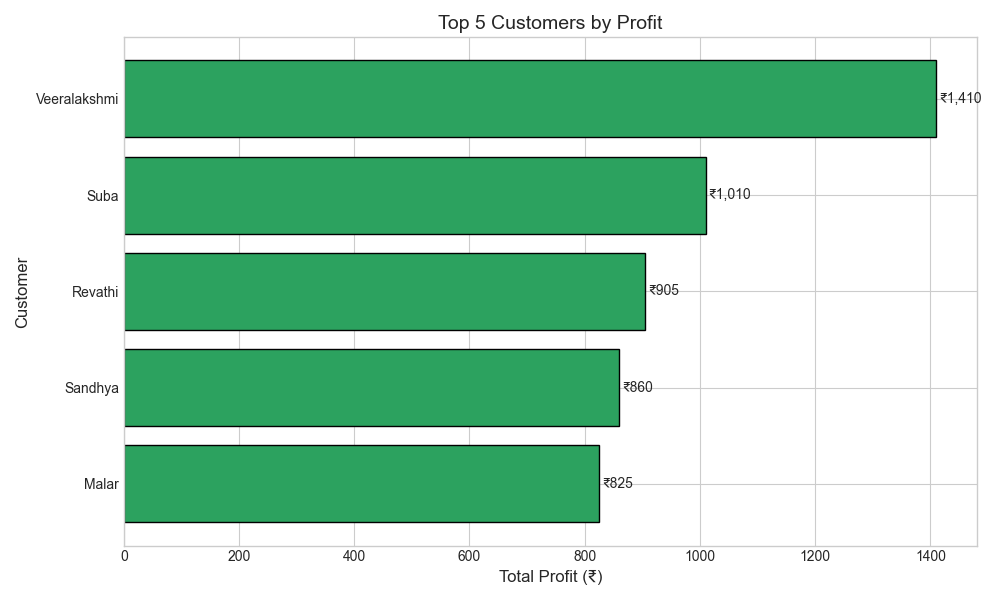 Top 5 Customers by Profit
Customer
Veeralakshmi
₹1,410
Suba
₹1,010
Revathi
₹905
Sandhya
₹860
Malar
₹825
0 200 400 600 800 1000 1200 1400
Total Profit (₹)